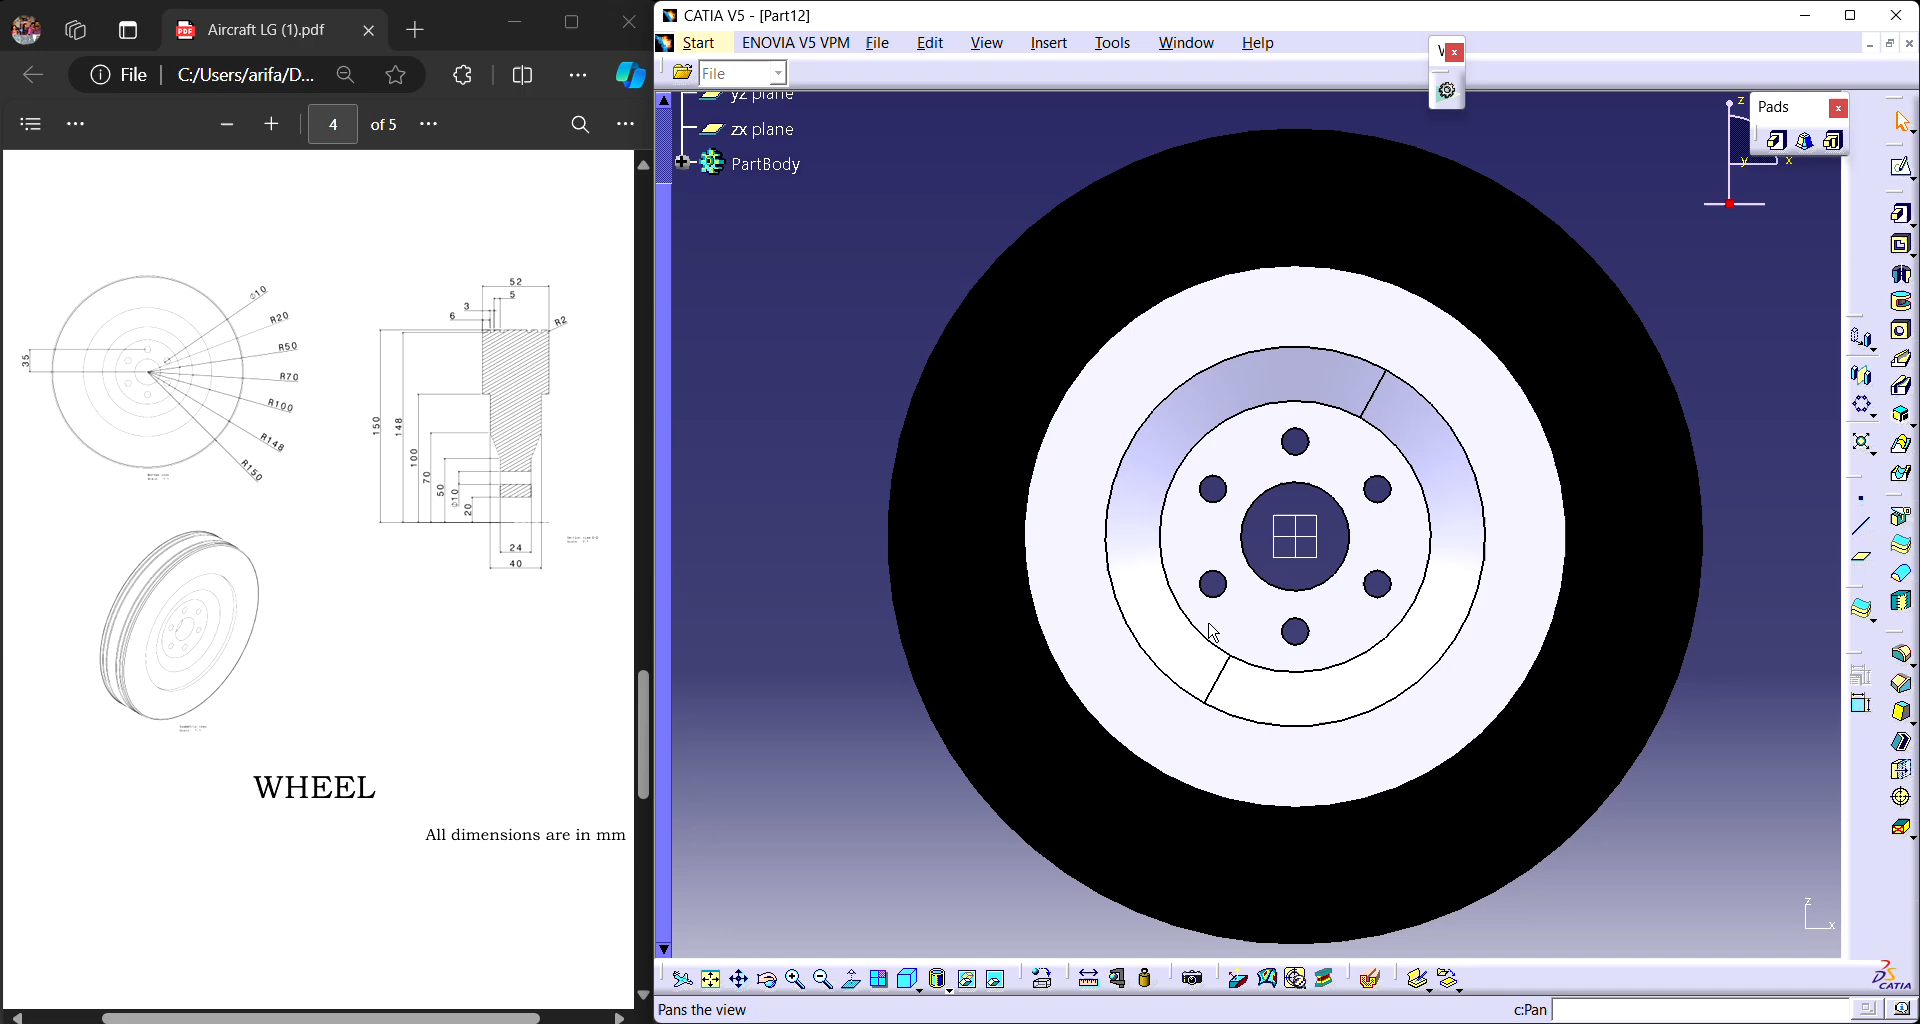 Aircraft LG (1).pdf
File
C:/Users/arifa/D...
4
of 5
Φ10
R20
R50
R70
R100
R148
R150
35
52
5
3
6
R2
150
148
100
70
50
Φ10
20
24
40
WHEEL
All dimensions are in mm
CATIA V5 - [Part12]
Start
ENOVIA V5 VPM
File
Edit
View
Insert
Tools
Window
Help
File
yz plane
zx plane
PartBody
Pads
z
y
x
z
x
CATIA
Pans the view
c:Pan